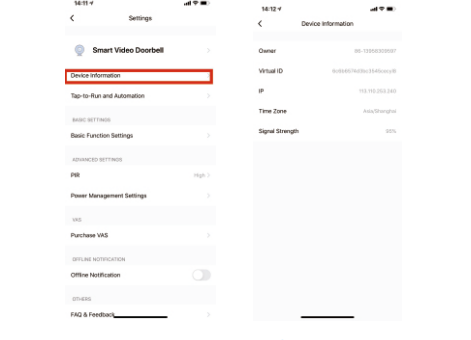 14:11
Settings
Smart Video Doorbell
Device Information
Tap-to-Run and Automation
BASIC SETTINGS
Basic Function Settings
ADVANCED SETTINGS
PIR High
Power Management Settings
VAS
Purchase VAS
OFFLINE NOTIFICATION
Offline Notification
OTHERS
FAQ & Feedback
14:12
Device Information
Owner
Virtual ID
IP
Time Zone Asia/Shanghai
Signal Strength